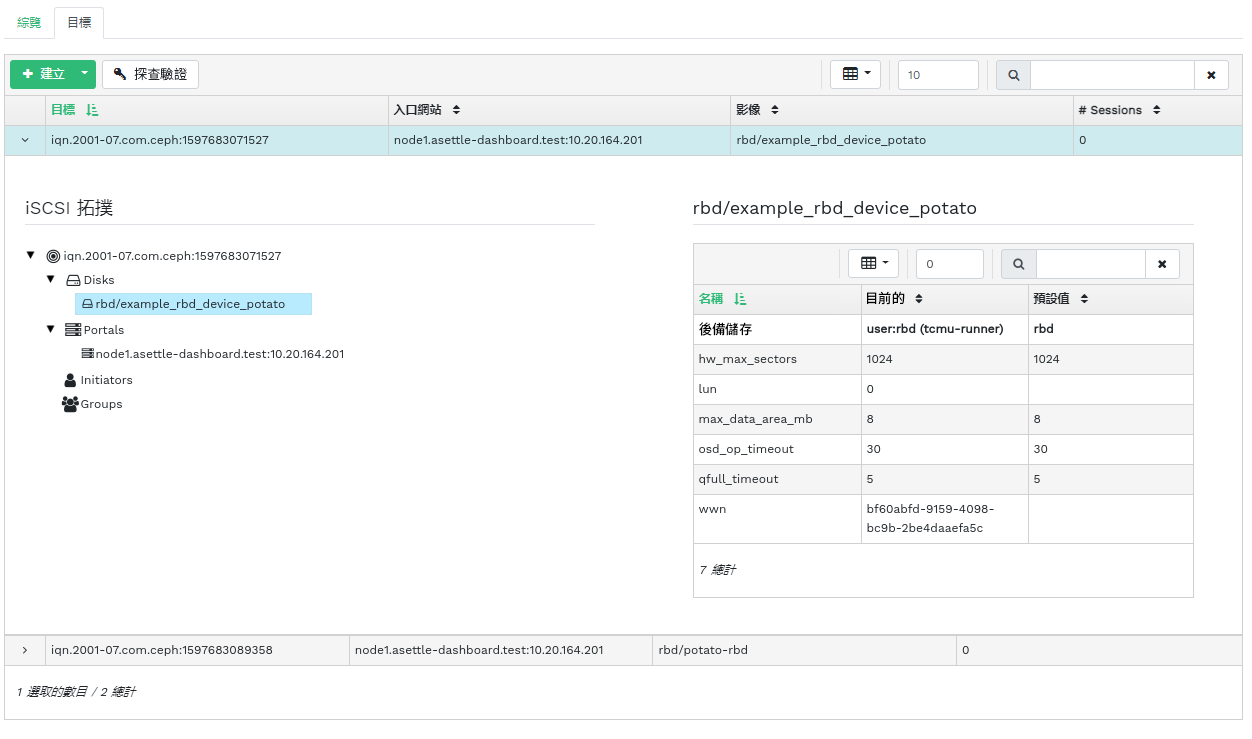 綜覽 目標
建立 探查驗證 10
目標 入口網站 影像 # Sessions
iqn.2001-07.com.ceph:1597683071527 node1.asettle-dashboard.test:10.20.164.201 rbd/example_rbd_device_potato 0
iSCSI 拓撲
iqn.2001-07.com.ceph:1597683071527
Disks
rbd/example_rbd_device_potato
Portals
node1.asettle-dashboard.test:10.20.164.201
Initiators
Groups
rbd/example_rbd_device_potato
0
名稱 目前的 預設值
後備儲存 user:rbd (tcmu-runner) rbd
hw_max_sectors 1024 1024
lun 0
max_data_area_mb 8 8
osd_op_timeout 30 30
qfull_timeout 5 5
wwn bf60abfd-9159-4098-
bc9b-2be4daaefa5c
7 總計
iqn.2001-07.com.ceph:1597683089358 node1.asettle-dashboard.test:10.20.164.201 rbd/potato-rbd 0
1 選取的數目 / 2 總計